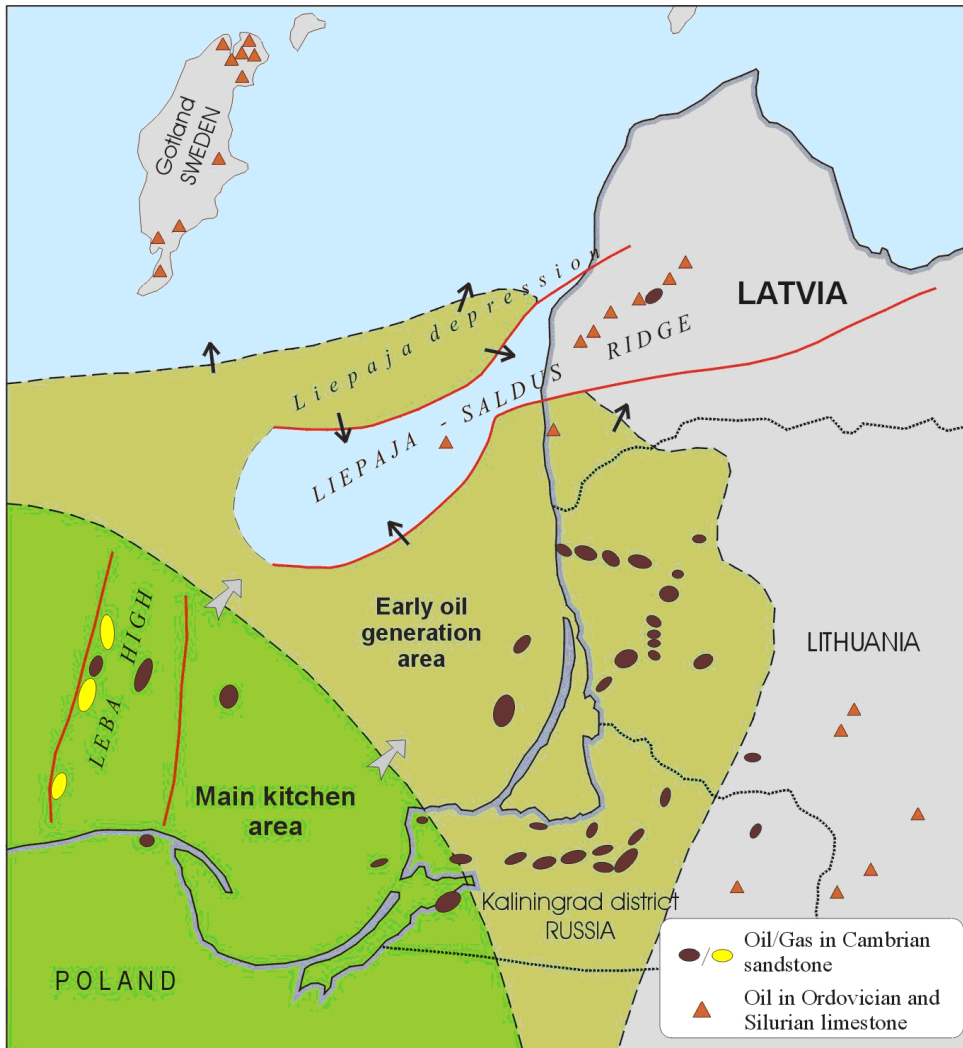 Gotland
SWEDEN
Liepaja depression
LATVIA
LIEPAJA - SALDUS RIDGE
Early oil
generation
area
LITHUANIA
LEBA HIGH
Main kitchen
area
Kaliningrad district
RUSSIA
POLAND
Oil/Gas in Cambrian
sandstone
Oil in Ordovician and
Silurian limestone